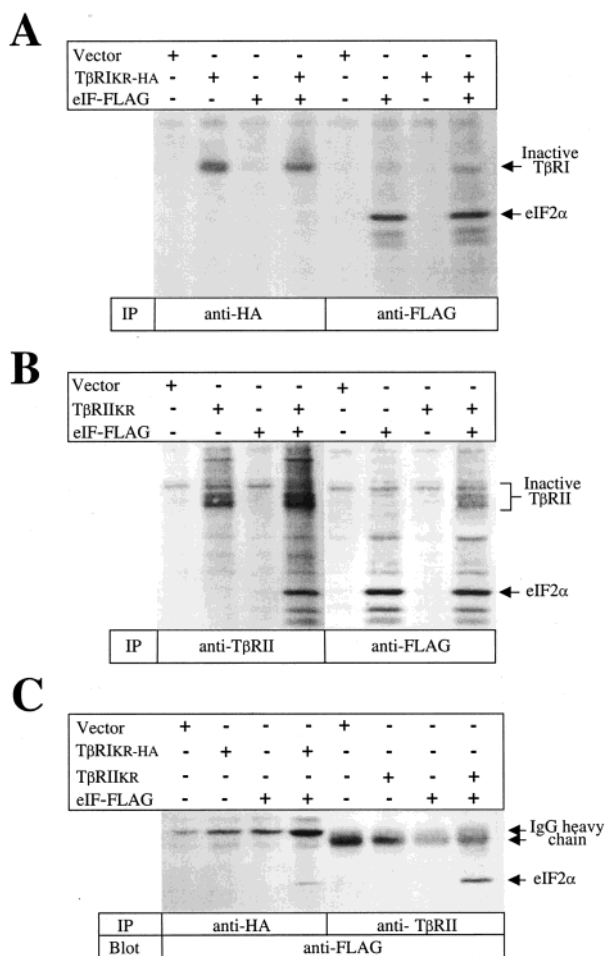 A
Vector + - - - + - - -
TβRIKR-HA - + - + - - + +
eIF-FLAG - - + + - + - +
Inactive
TβRI
eIF2α
IP anti-HA anti-FLAG
B
Vector + - - - + - - -
TβRIIKR - + - + - - + +
eIF-FLAG - - + + - + - +
Inactive
TβRII
eIF2α
IP anti-TβRII anti-FLAG
C
Vector + - - - + - - -
TβRIKR-HA - + - + - - - -
TβRIIKR - - - - - + - +
eIF-FLAG - - + + - - + +
IgG heavy
chain
eIF2α
IP anti-HA anti- TβRII
Blot anti-FLAG